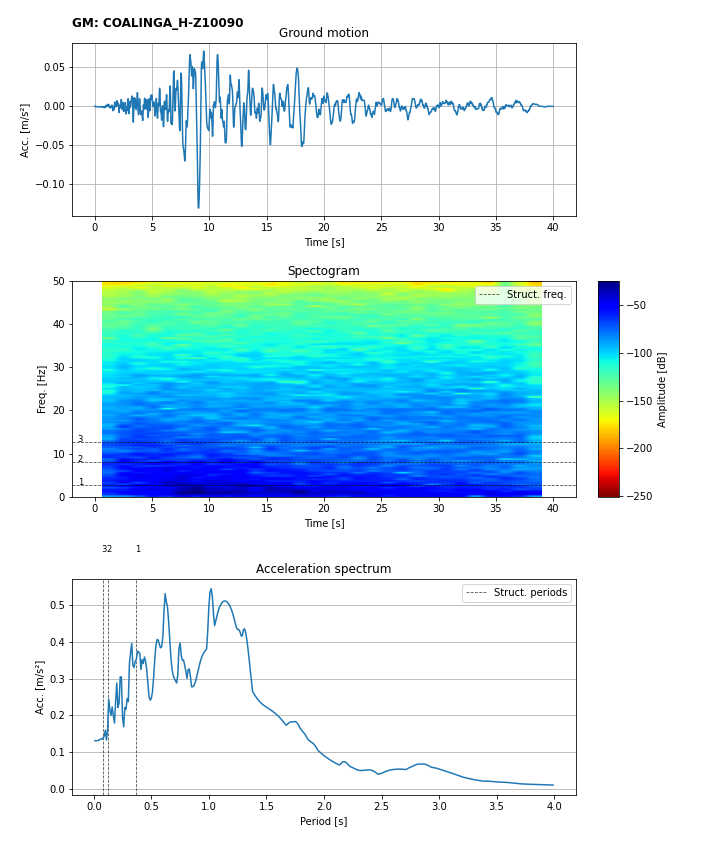 GM: COALINGA_H-Z10090
Ground motion
0.05
0.00
−0.05
−0.10
Acc. [m/s²]
0 5 10 15 20 25 30 35 40
Time [s]
Spectogram
50
40
30
20
10
0
Freq. [Hz]
Struct. freq.
3
2
1
0 5 10 15 20 25 30 35 40
Time [s]
−50
−100
−150
−200
−250
Amplitude [dB]
32 1
Acceleration spectrum
0.5
0.4
0.3
0.2
0.1
0.0
Acc. [m/s²]
Struct. periods
0.0 0.5 1.0 1.5 2.0 2.5 3.0 3.5 4.0
Period [s]